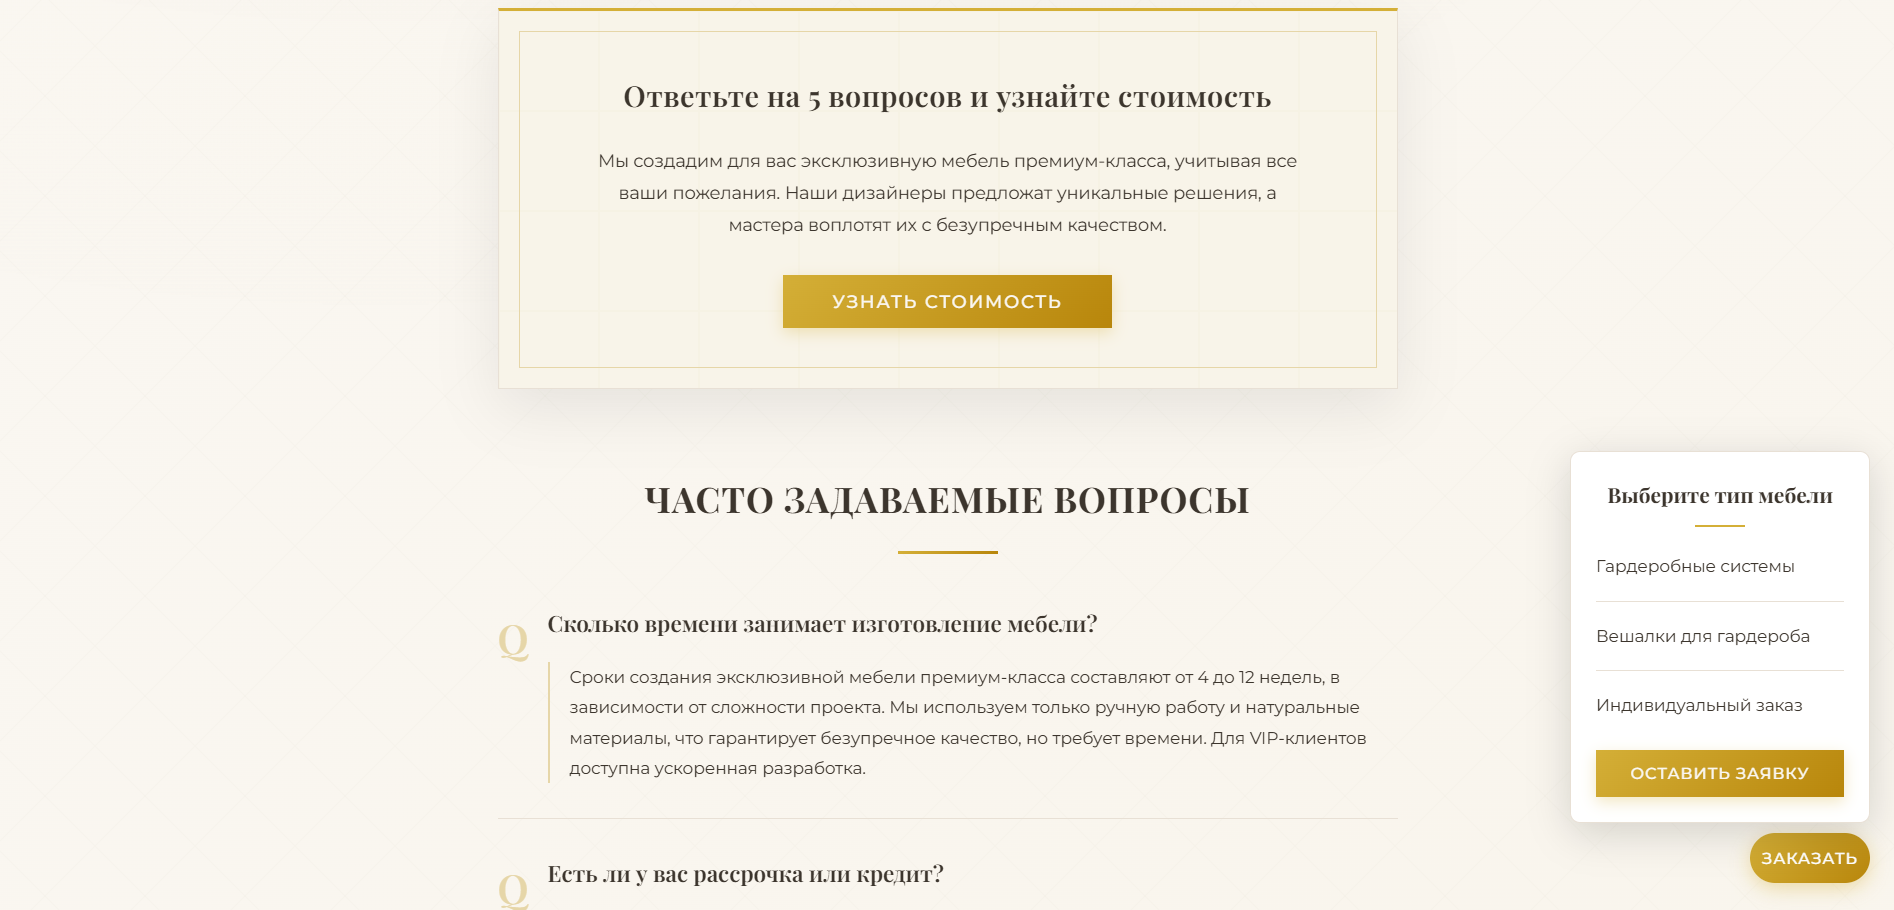 Ответьте на 5 вопросов и узнайте стоимость
Мы создадим для вас эксклюзивную мебель премиум-класса, учитывая все
ваши пожелания. Наши дизайнеры предложат уникальные решения, а
мастера воплотят их с безупречным качеством.
УЗНАТЬ СТОИМОСТЬ
ЧАСТО ЗАДАВАЕМЫЕ ВОПРОСЫ
Q
Сколько времени занимает изготовление мебели?
Сроки создания эксклюзивной мебели премиум-класса составляют от 4 до 12 недель, в
зависимости от сложности проекта. Мы используем только ручную работу и натуральные
материалы, что гарантирует безупречное качество, но требует времени. Для VIP-клиентов
доступна ускоренная разработка.
Q
Есть ли у вас рассрочка или кредит?
Выберите тип мебели
Гардеробные системы
Вешалки для гардероба
Индивидуальный заказ
ОСТАВИТЬ ЗАЯВКУ
ЗАКАЗАТЬ